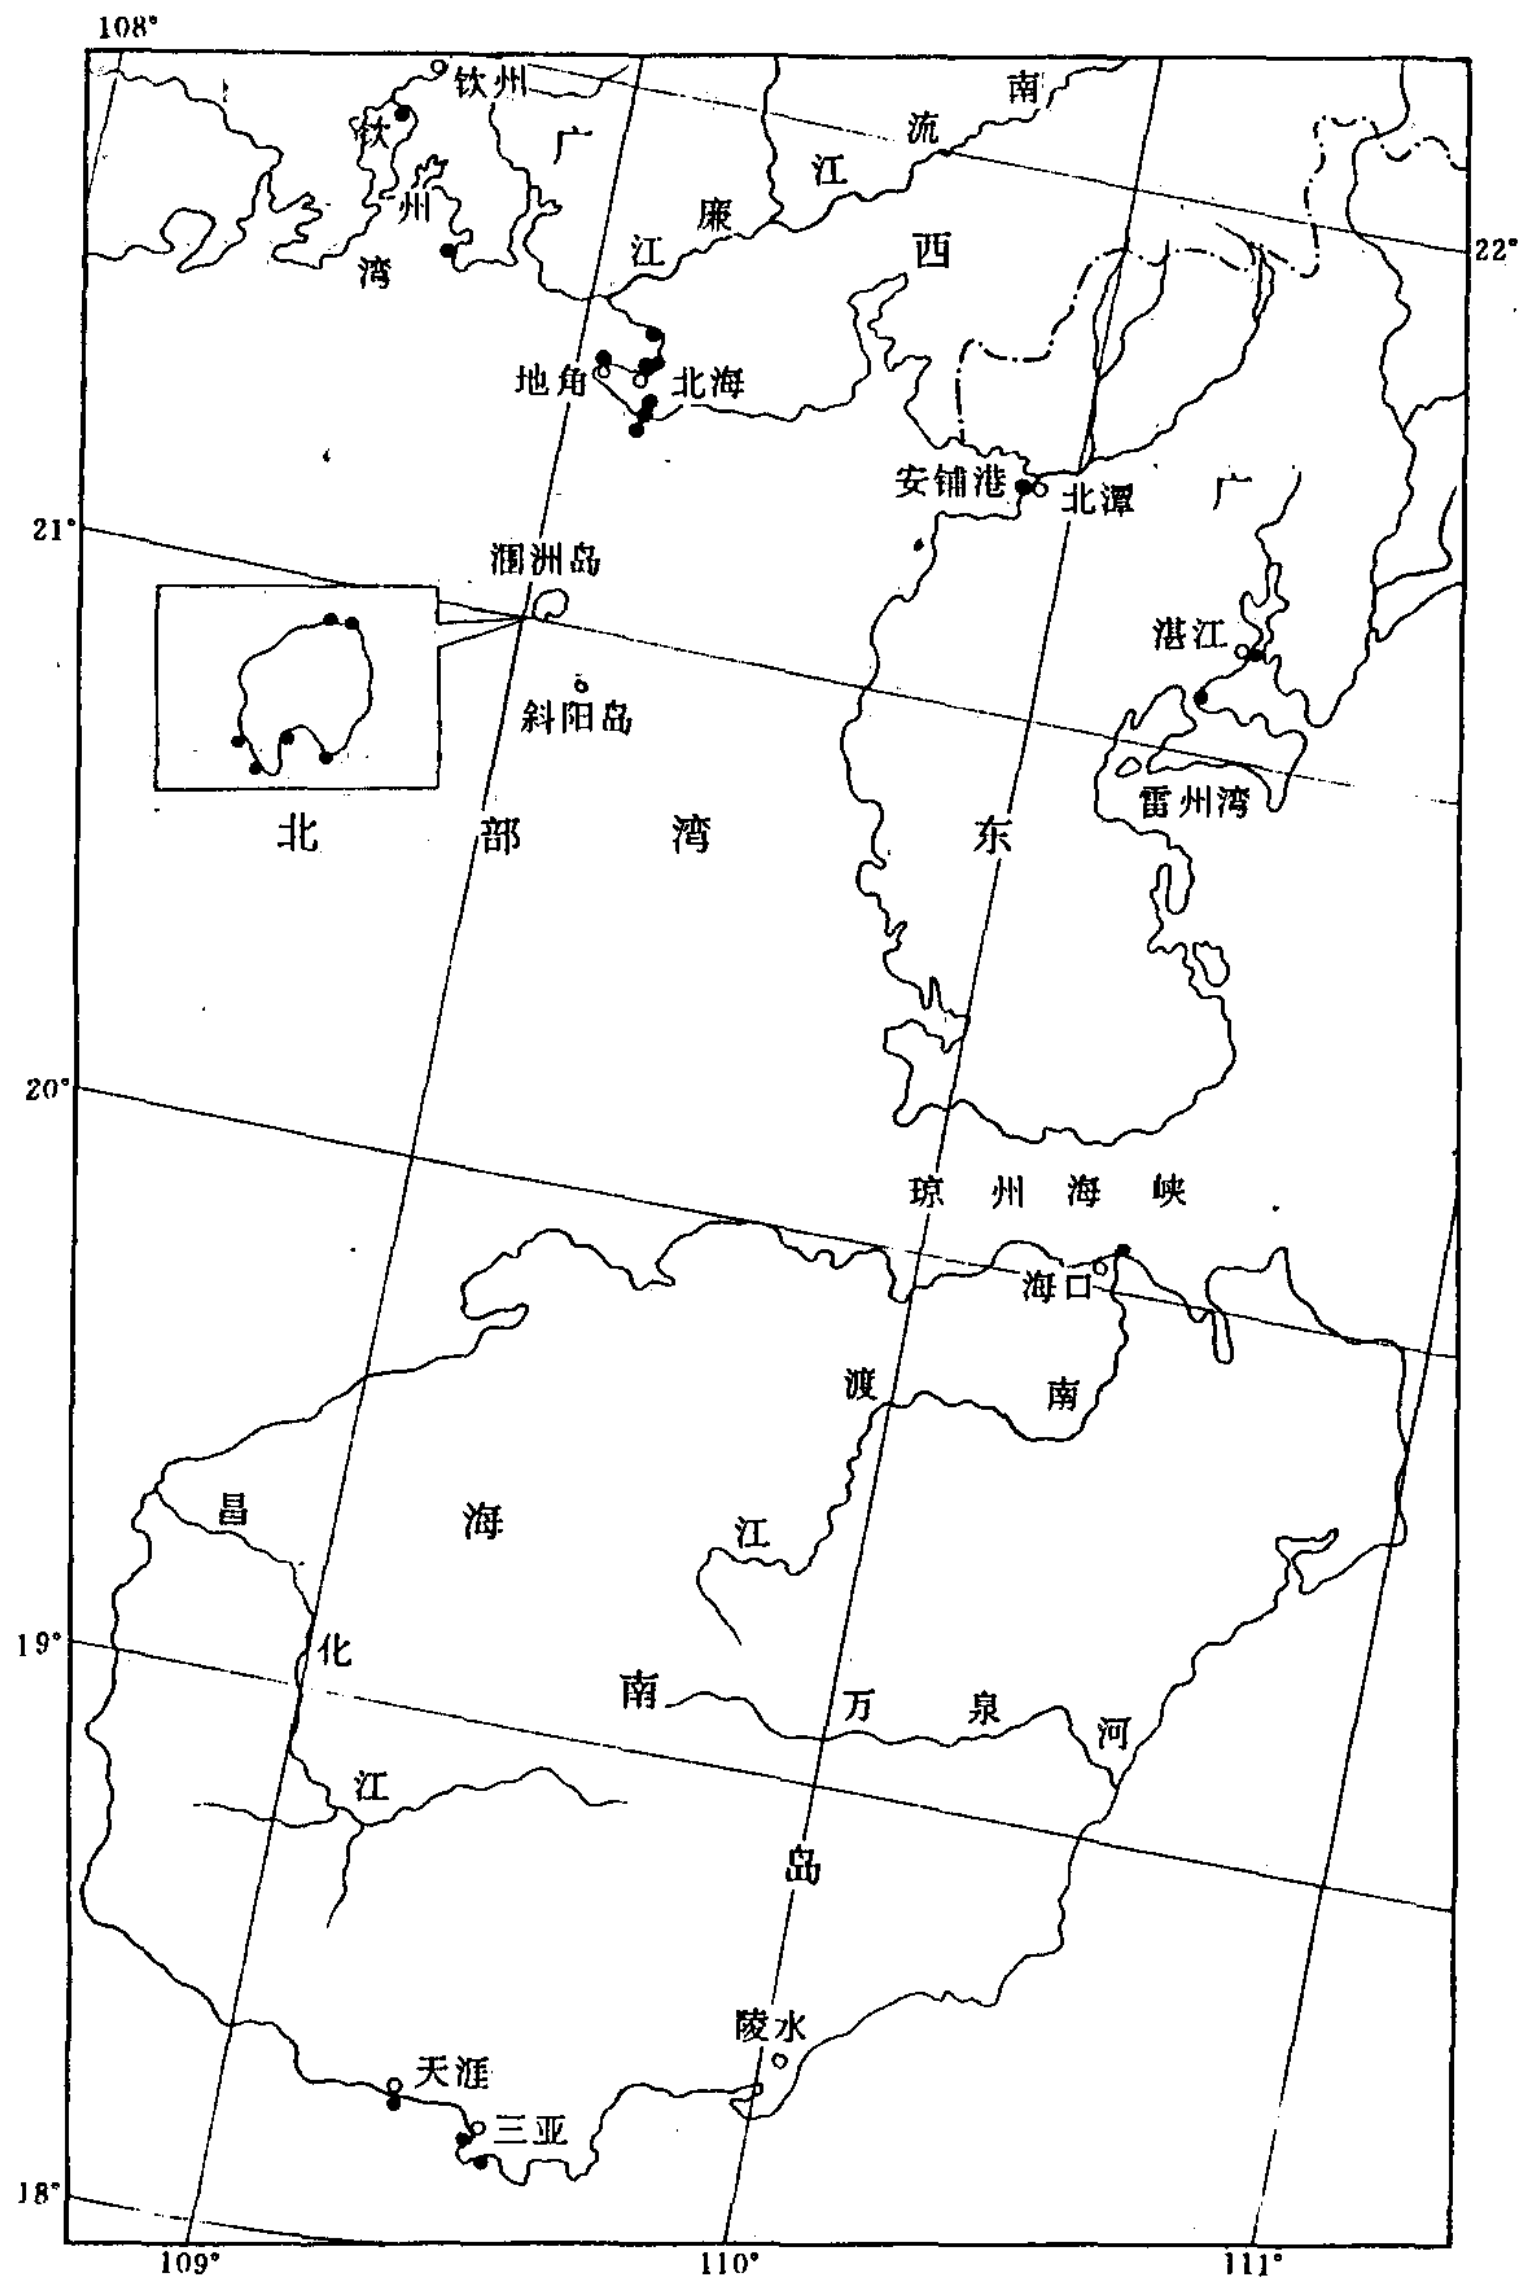 108°
钦州
钦州湾
广西
南流江
廉江
22°
地角
北海
安铺港
北潭
广东
21°
涠洲岛
斜阳岛
湛江
雷州湾
北部湾
20°
琼州海峡
海口
南渡江
昌化江
海南岛
19°
万泉河
陵水
天涯
三亚
18°
109°
110°
111°